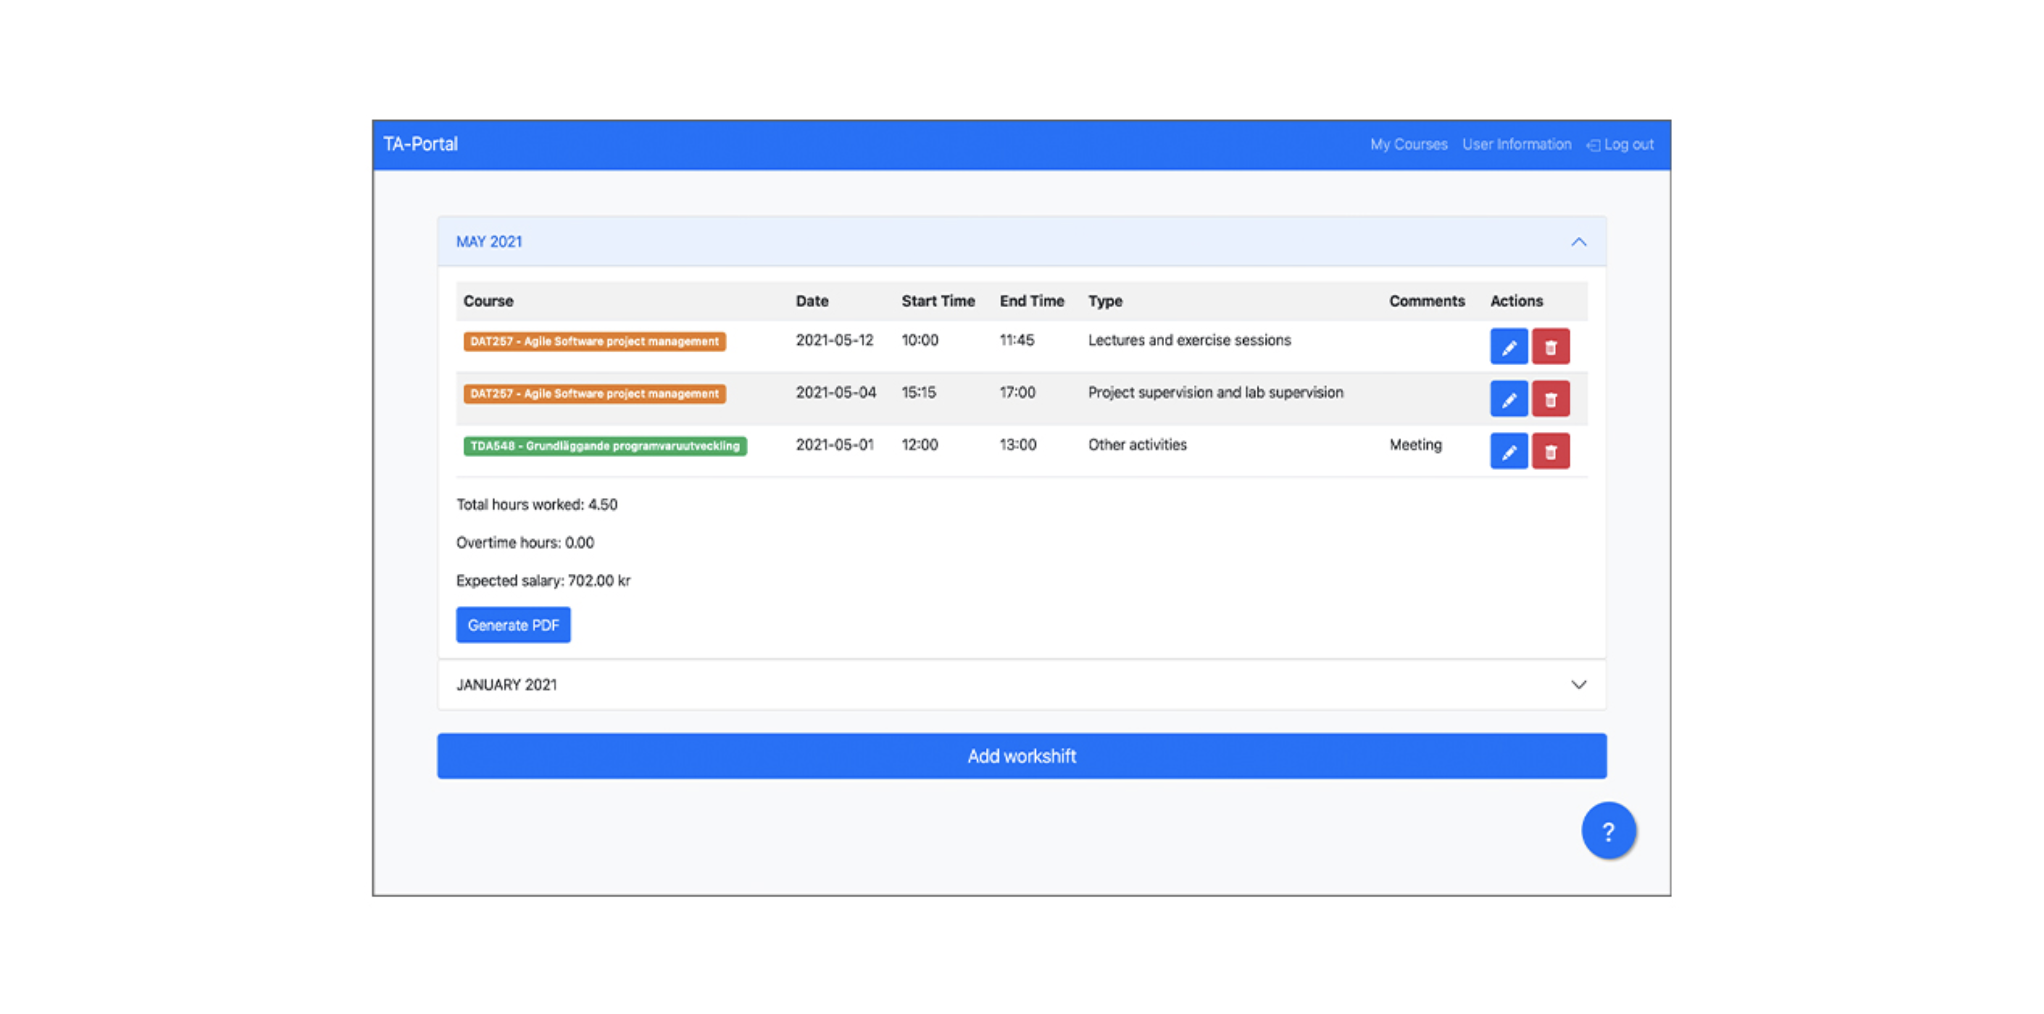 TA-Portal My Courses User Information Log out
MAY 2021
Course Date Start Time End Time Type Comments Actions
DAT257 - Agile Software project management 2021-05-12 10:00 11:45 Lectures and exercise sessions
DAT257 - Agile Software project management 2021-05-04 15:15 17:00 Project supervision and lab supervision
TDA548 - Grundläggande programvaruutveckling 2021-05-01 12:00 13:00 Other activities Meeting
Total hours worked: 4.50
Overtime hours: 0.00
Expected salary: 702.00 kr
Generate PDF
JANUARY 2021
Add workshift
?